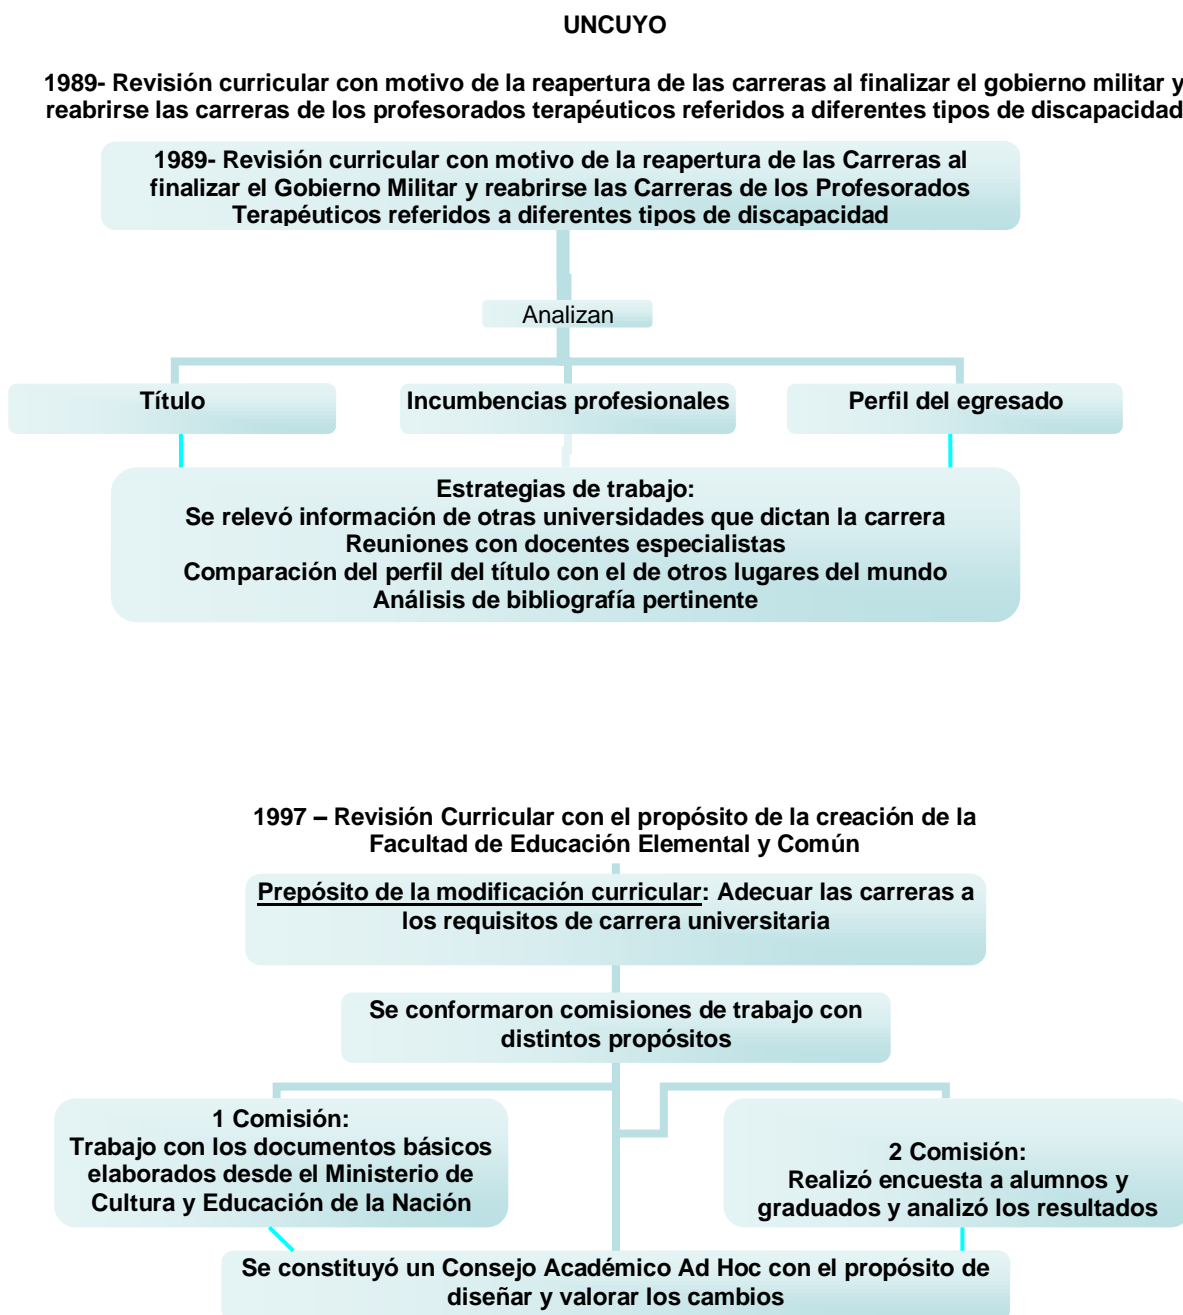 UNCUYO
1989- Revisión curricular con motivo de la reapertura de las carreras al finalizar el gobierno militar y
reabrirse las carreras de los profesorados terapéuticos referidos a diferentes tipos de discapacidad
1989- Revisión curricular con motivo de la reapertura de las Carreras al
finalizar el Gobierno Militar y reabrirse las Carreras de los Profesorados
Terapéuticos referidos a diferentes tipos de discapacidad
Analizan
Título
Incumbencias profesionales
Perfil del egresado
Estrategias de trabajo:
Se relevó información de otras universidades que dictan la carrera
Reuniones con docentes especialistas
Comparación del perfil del título con el de otros lugares del mundo
Análisis de bibliografía pertinente
1997 – Revisión Curricular con el propósito de la creación de la
Facultad de Educación Elemental y Común
Prepósito de la modificación curricular: Adecuar las carreras a
los requisitos de carrera universitaria
Se conformaron comisiones de trabajo con
distintos propósitos
1 Comisión:
Trabajo con los documentos básicos
elaborados desde el Ministerio de
Cultura y Educación de la Nación
2 Comisión:
Realizó encuesta a alumnos y
graduados y analizó los resultados
Se constituyó un Consejo Académico Ad Hoc con el propósito de
diseñar y valorar los cambios